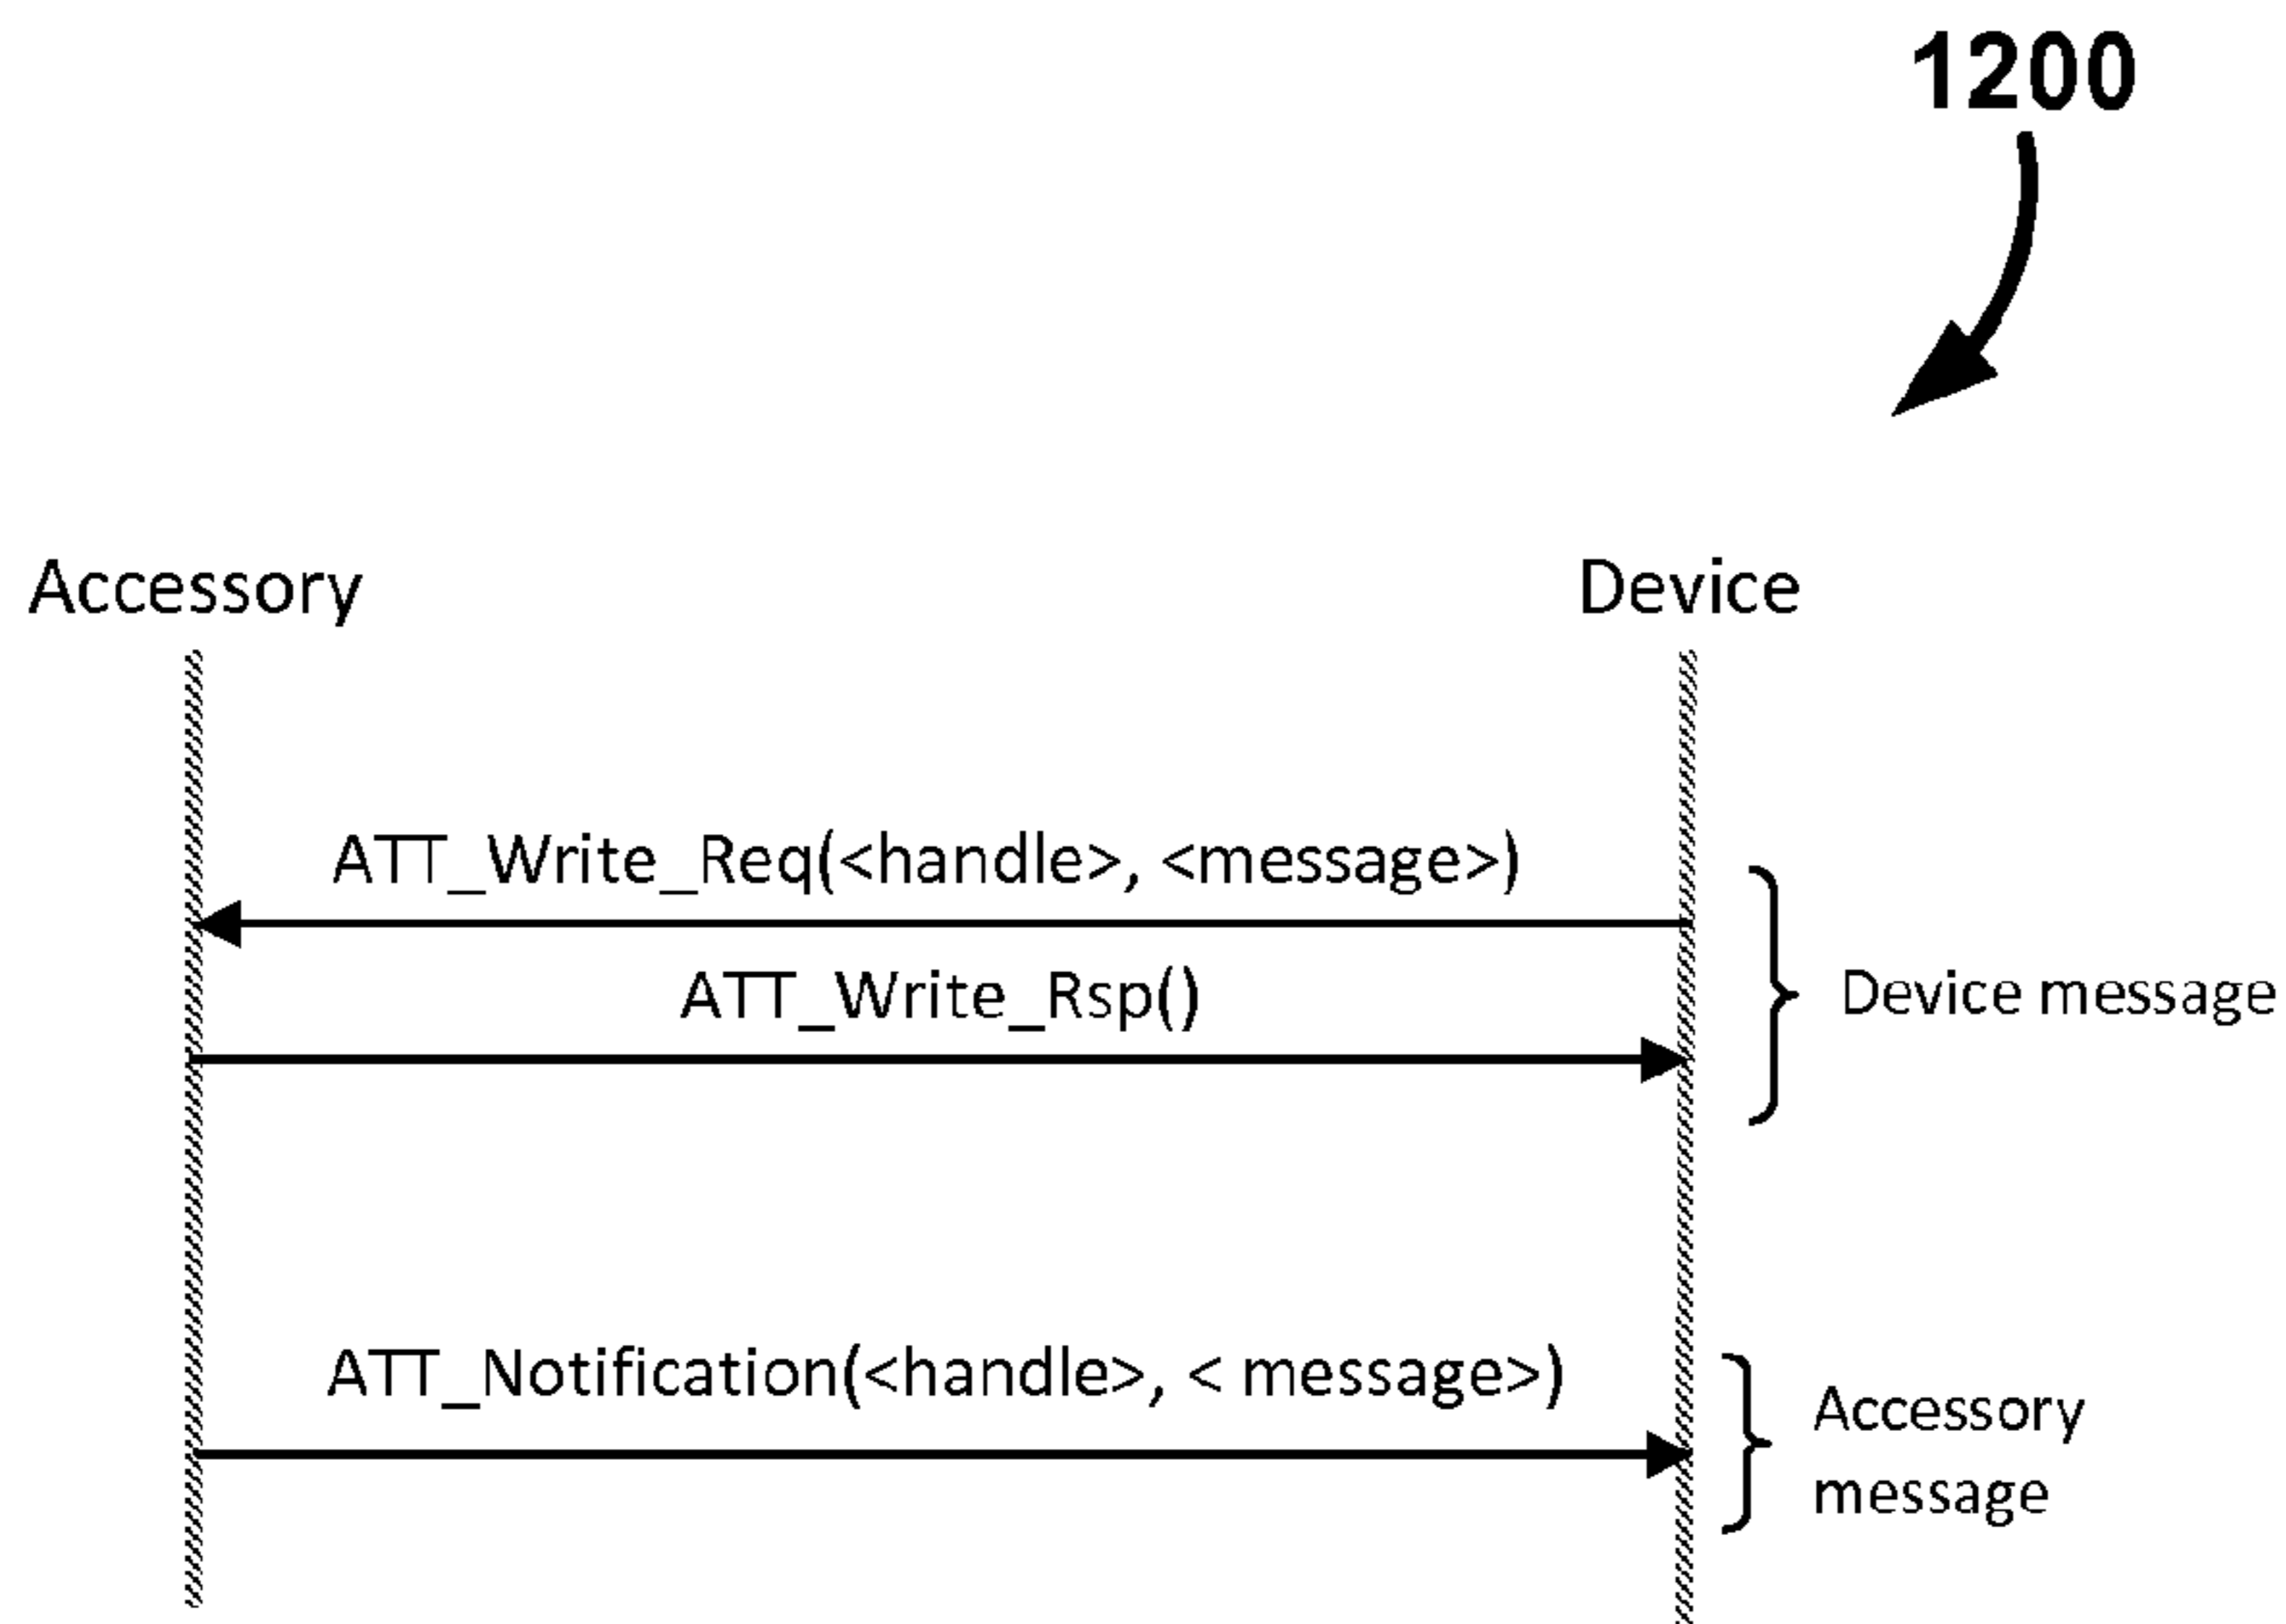 1200
Accessory
Device
ATT_Write_Req(<handle>, <message>)
ATT_Write_Rsp()
Device message
ATT_Notification(<handle>, < message>)
Accessory
message